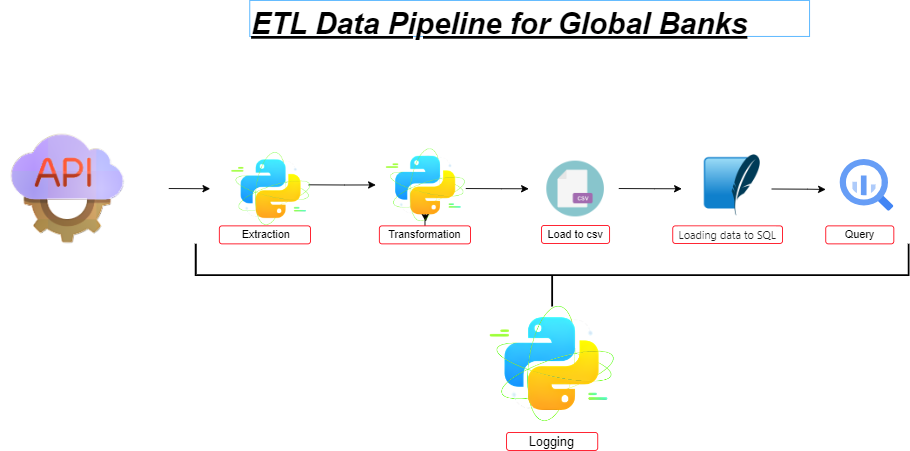 ETL Data Pipeline for Global Banks
API
CSV
Extraction
Transformation
Load to csv
Loading data to SQL
Query
Logging